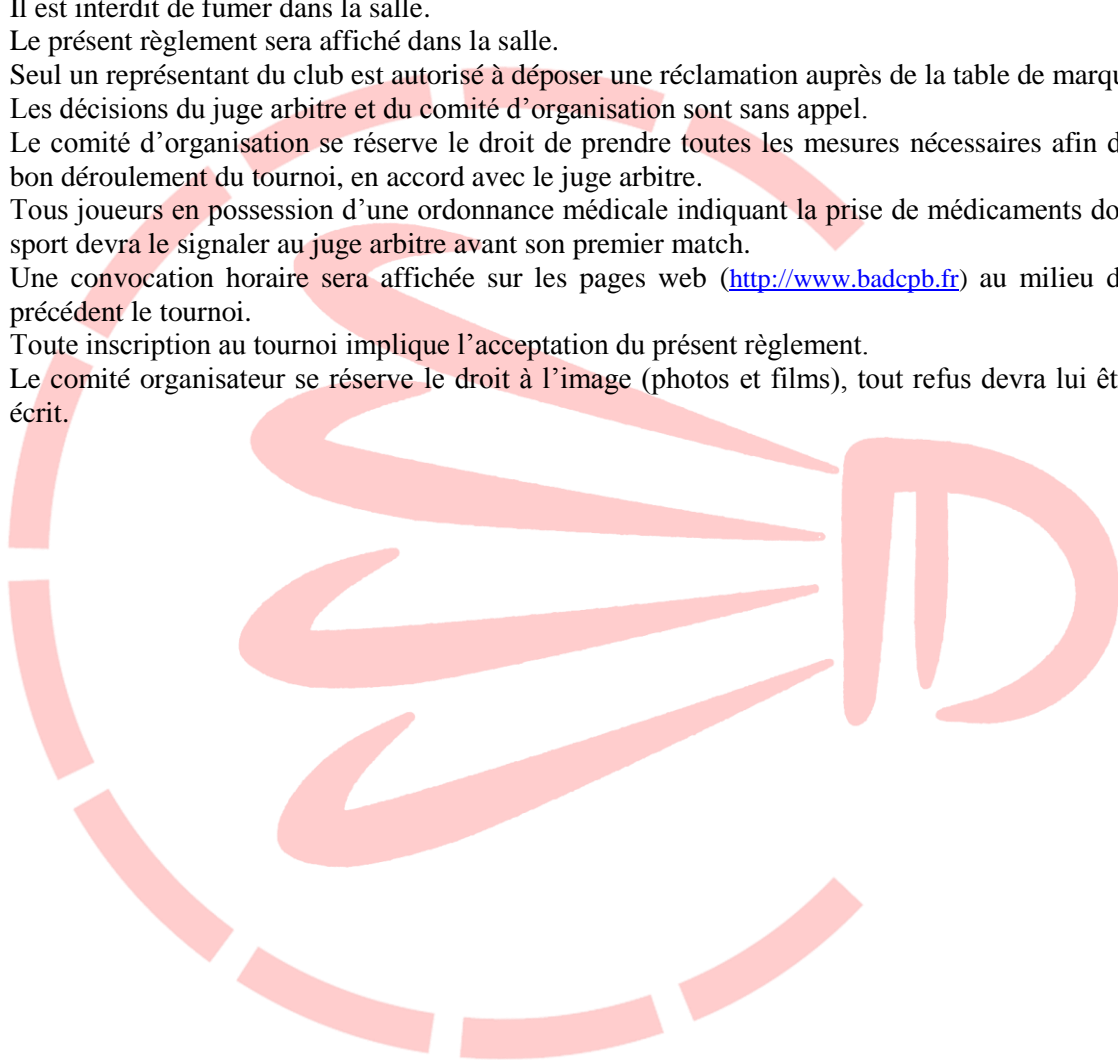 Il est interdit de fumer dans la salle.
Le présent règlement sera affiché dans la salle.
Seul un représentant du club est autorisé à déposer une réclamation auprès de la table de
Les décisions du juge arbitre et du comité d’organisation sont sans appel.
Le comité d’organisation se réserve le droit de prendre toutes les mesures nécessaires afin
bon déroulement du tournoi, en accord avec le juge arbitre.
Tous joueurs en possession d’une ordonnance médicale indiquant la prise de médicaments
sport devra le signaler au juge arbitre avant son premier match.
Une convocation horaire sera affichée sur les pages web (http://www.badcpb.fr) au milieu
précédent le tournoi.
Toute inscription au tournoi implique l’acceptation du présent règlement.
Le comité organisateur se réserve le droit à l’image (photos et films), tout refus devra lui
écrit.